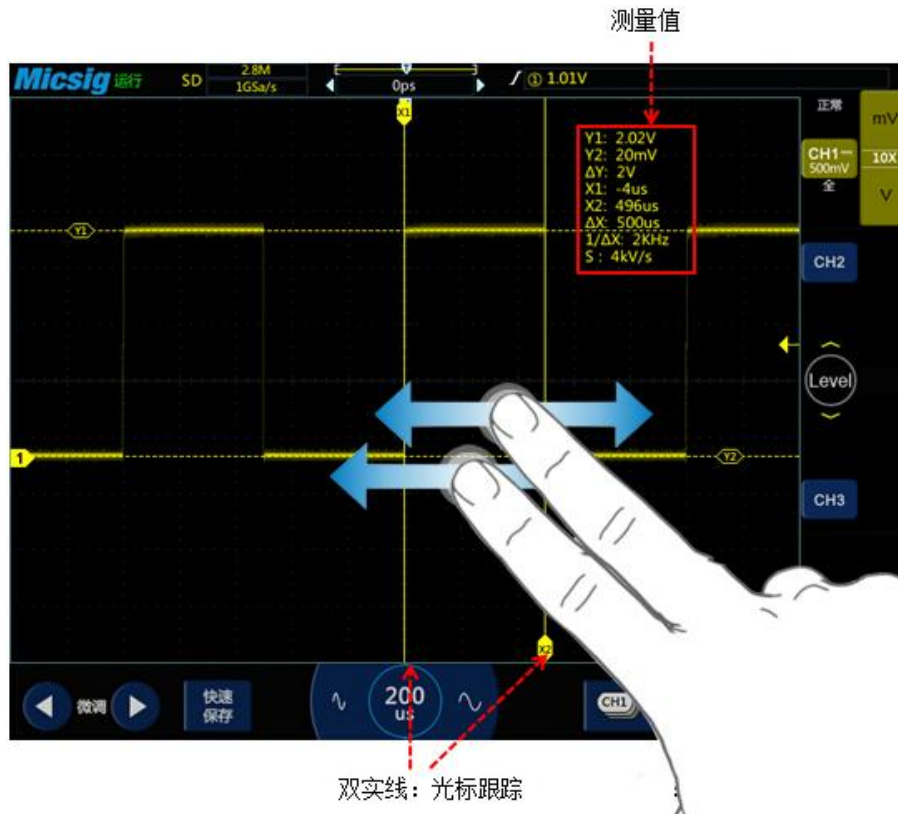 测量值
Micsig 运行 SD 2.8M
1GSa/s
0ps
① 1.01V
X1
正常
mV
Y1: 2.02V
Y2: 20mV
ΔY: 2V
X1: -4us
X2: 496us
ΔX: 500us
1/ΔX: 2KHz
S : 4kV/s
CH1
500mV
全
10X
V
Y1
CH2
Level
1
Y2
CH3
X2
微调
快速
保存
200
us
CH1
双实线：光标跟踪